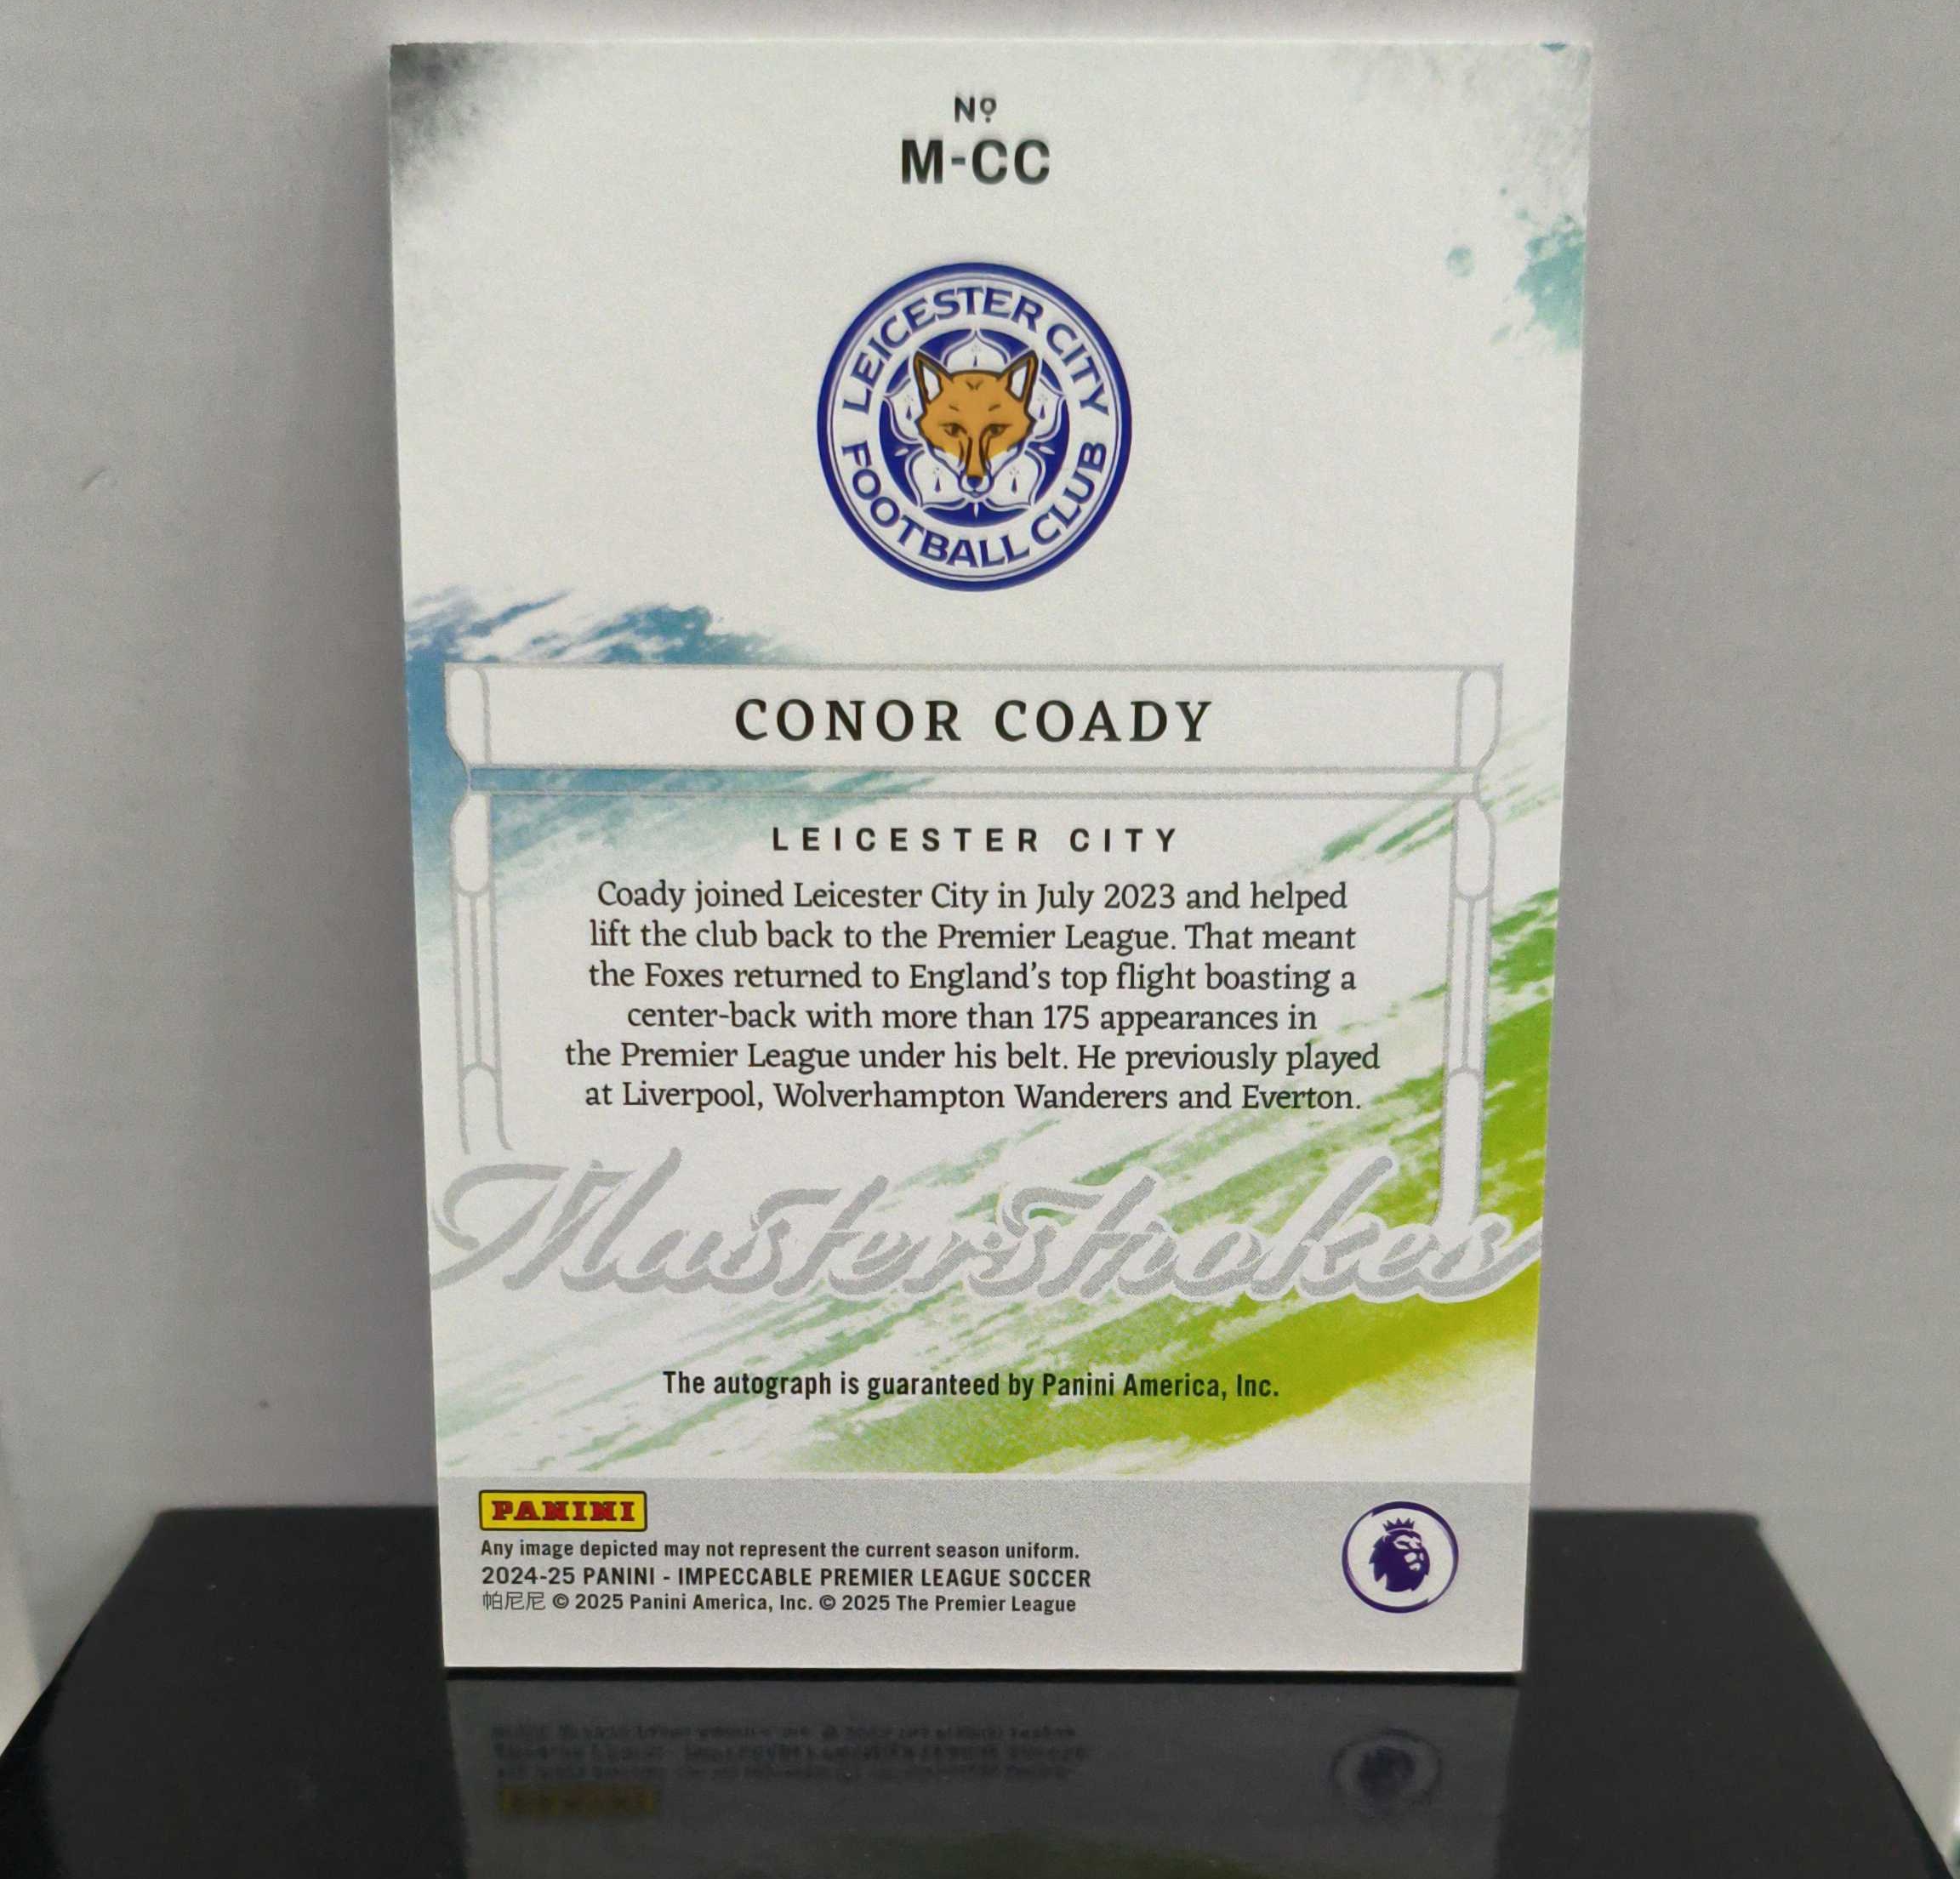 Nº
M-CC
LEICESTER CITY
FOOTBALL CLUB
CONOR COADY
LEICESTER CITY
Coady joined Leicester City in July 2023 and helped
lift the club back to the Premier League. That meant
the Foxes returned to England’s top flight boasting a
center-back with more than 175 appearances in
the Premier League under his belt. He previously played
at Liverpool, Wolverhampton Wanderers and Everton.
Masterstrokes
The autograph is guaranteed by Panini America, Inc.
PANINI
Any image depicted may not represent the current season uniform.
2024-25 PANINI - IMPECCABLE PREMIER LEAGUE SOCCER
帕尼尼 © 2025 Panini America, Inc. © 2025 The Premier League